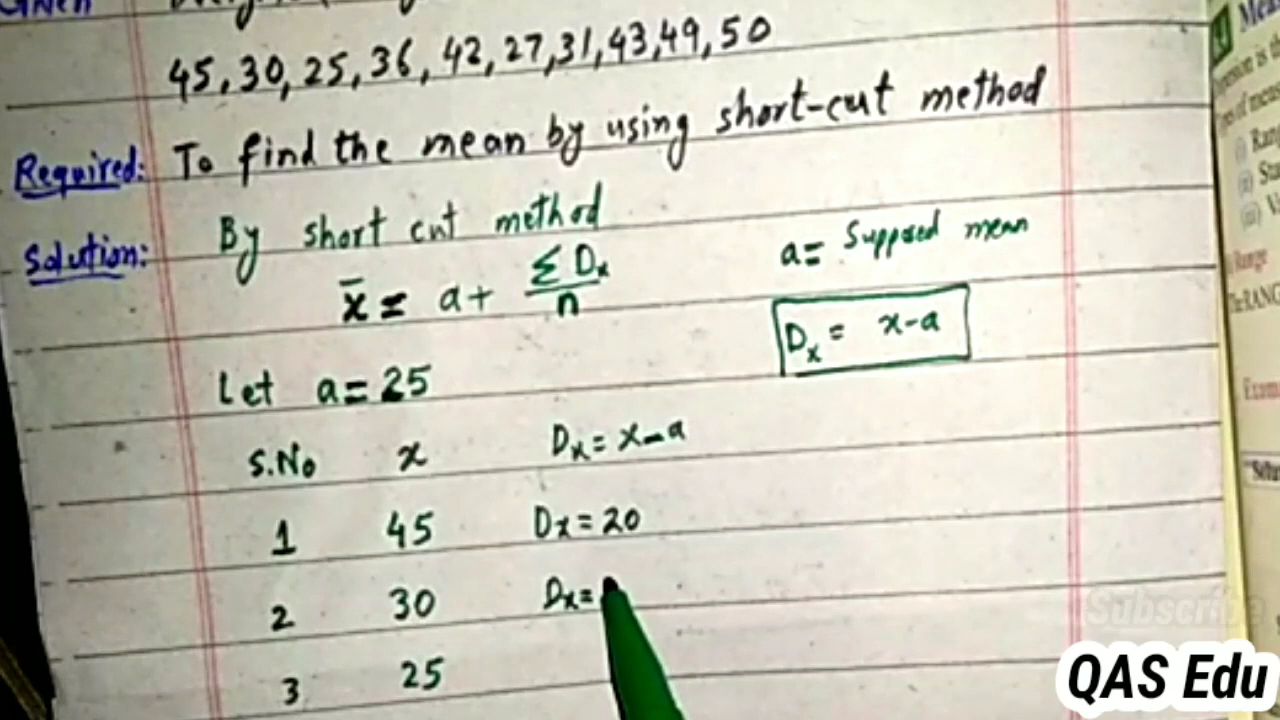 Given
45, 30, 25, 36, 42, 27, 31, 43, 49, 50
Required: To find the mean by using short-cut method
Solution: By short cut method
x̄ = a + ΣDx/n
a = Supposed mean
Dx = x-a
Let a = 25
S.No x Dx = x-a
1 45 Dx = 20
2 30 Dx =
3 25
Subscribe
QAS Edu